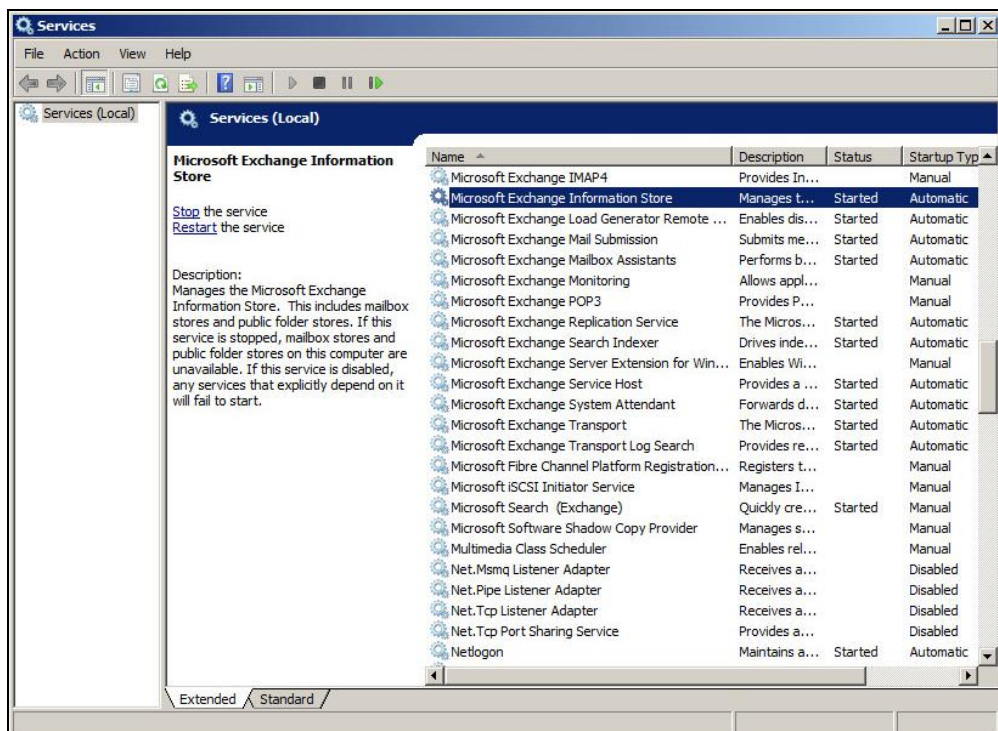 Services
File Action View Help
Services (Local)
Services (Local)
Microsoft Exchange Information
Store
Stop the service
Restart the service
Description:
Manages the Microsoft Exchange
Information Store. This includes mailbox
stores and public folder stores. If this
service is stopped, mailbox stores and
public folder stores on this computer are
unavailable. If this service is disabled,
any services that explicitly depend on it
will fail to start.
Name Description Status Startup Typ
Microsoft Exchange IMAP4 Provides In... Manual
Microsoft Exchange Information Store Manages t... Started Automatic
Microsoft Exchange Load Generator Remote ... Enables dis... Started Automatic
Microsoft Exchange Mail Submission Submits me... Started Automatic
Microsoft Exchange Mailbox Assistants Performs b... Started Automatic
Microsoft Exchange Monitoring Allows appl... Manual
Microsoft Exchange POP3 Provides P... Manual
Microsoft Exchange Replication Service The Micros... Started Automatic
Microsoft Exchange Search Indexer Drives inde... Started Automatic
Microsoft Exchange Server Extension for Win... Enables Wi... Manual
Microsoft Exchange Service Host Provides a ... Started Automatic
Microsoft Exchange System Attendant Forwards d... Started Automatic
Microsoft Exchange Transport The Micros... Started Automatic
Microsoft Exchange Transport Log Search Provides re... Started Automatic
Microsoft Fibre Channel Platform Registration... Registers t... Manual
Microsoft iSCSI Initiator Service Manages I... Manual
Microsoft Search (Exchange) Quickly cre... Started Manual
Microsoft Software Shadow Copy Provider Manages s... Manual
Multimedia Class Scheduler Enables rel... Manual
Net.Msmq Listener Adapter Receives a... Disabled
Net.Pipe Listener Adapter Receives a... Disabled
Net.Tcp Listener Adapter Receives a... Disabled
Net.Tcp Port Sharing Service Provides a... Disabled
Netlogon Maintains a... Started Automatic
Extended Standard